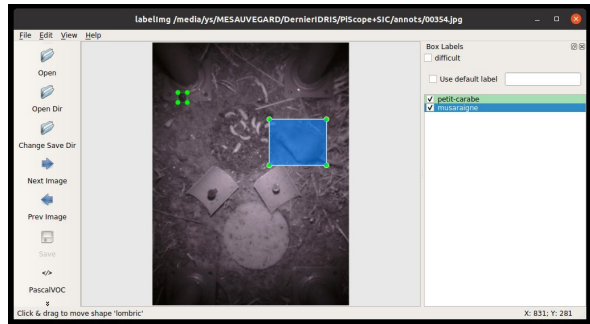 labelImg /media/ys/MESAUVEGARD/DernierIDRIS/PiScope+SIC/annots/00354.jpg
File Edit View Help
Open
Open Dir
Change Save Dir
Next Image
Prev Image
Save
</>
PascalVOC
Box Labels
difficult
Use default label
petit-carabe
musaraigne
Click & drag to move shape 'lombric'
X: 831; Y: 281